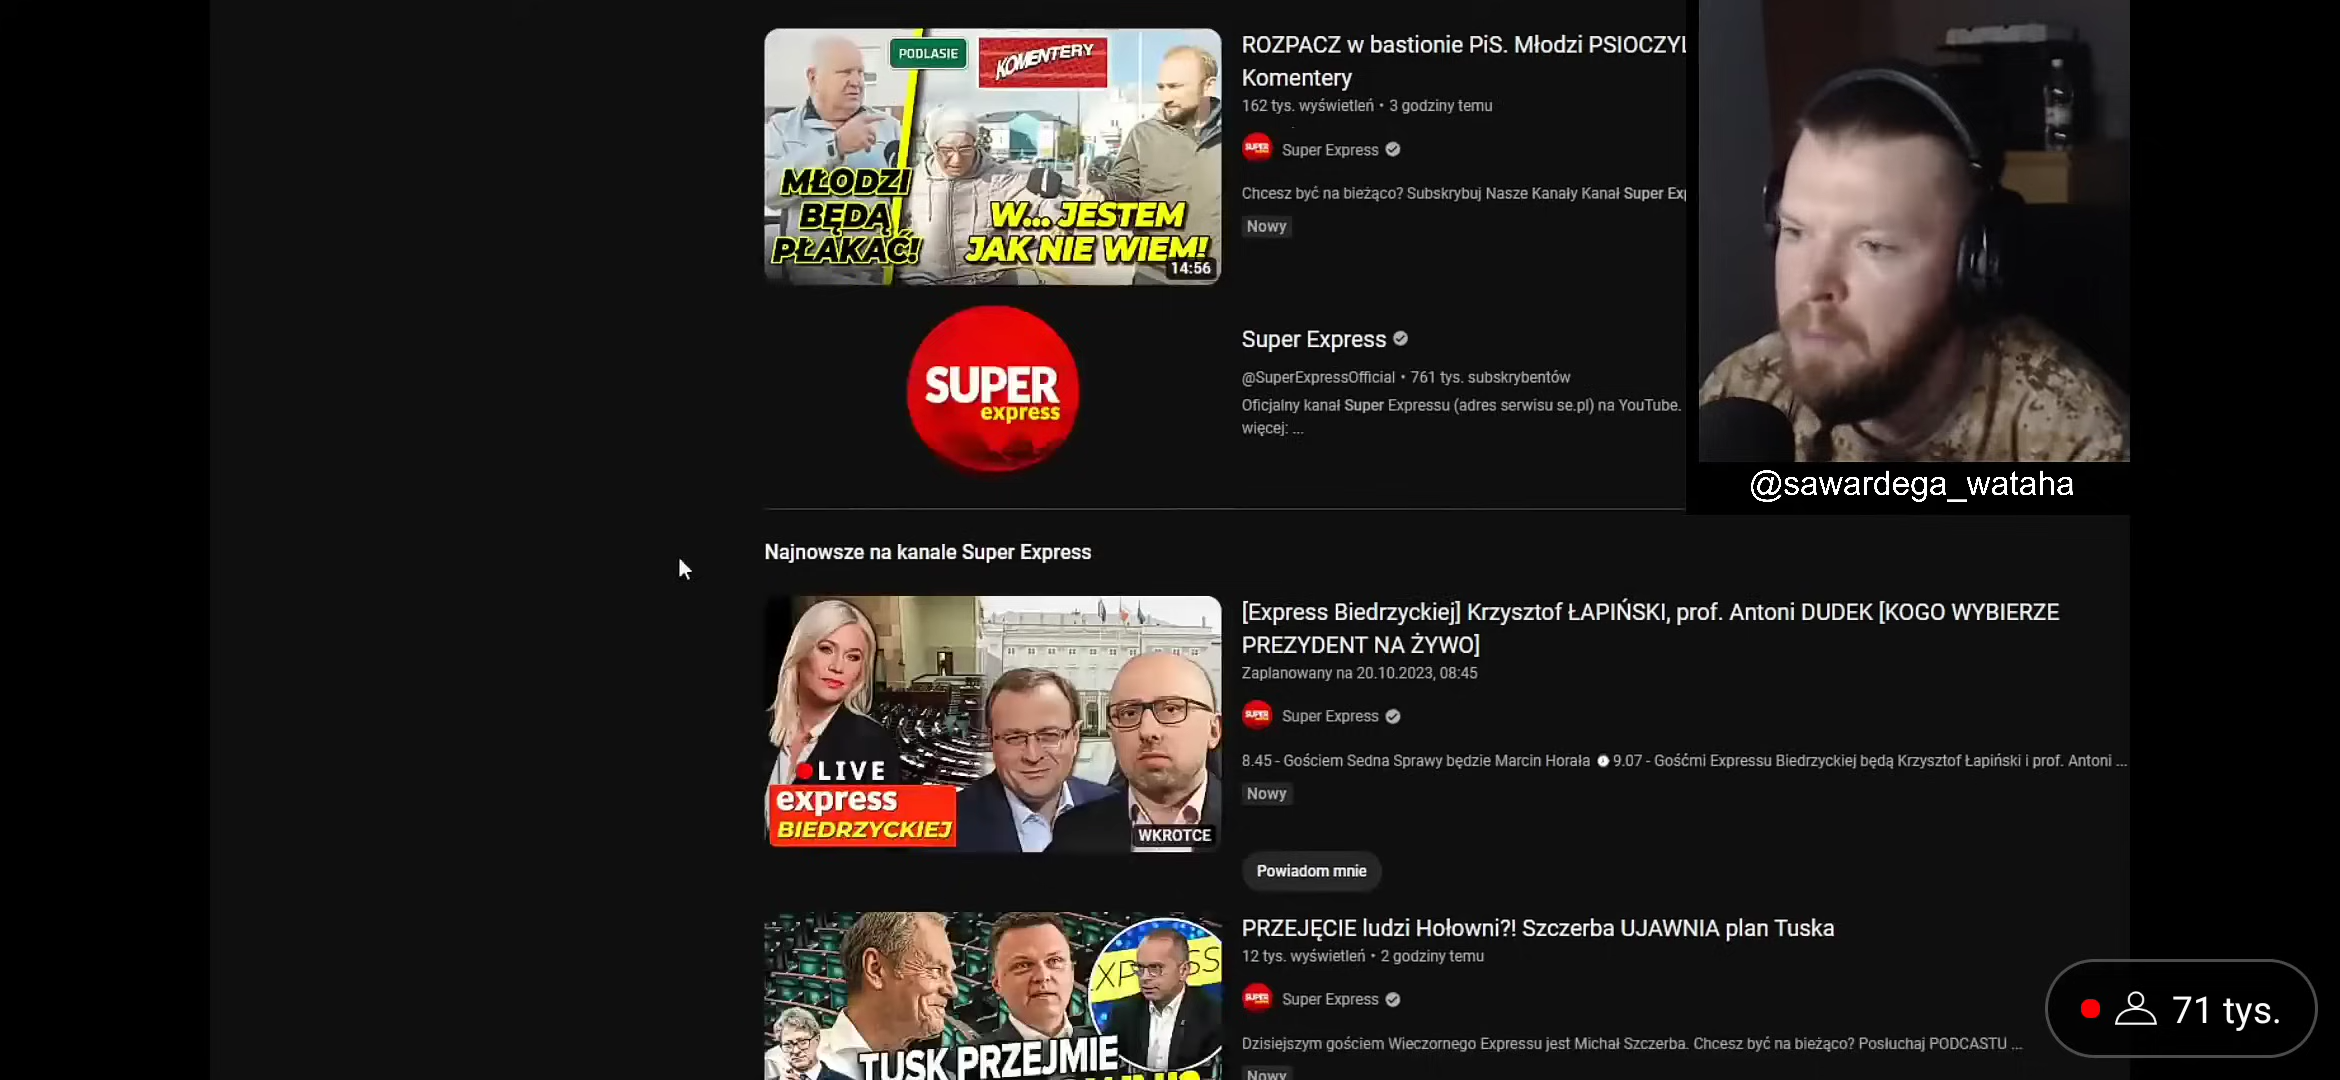 PODLASIE
KOMENTERY
MŁODZI
BĘDĄ
PŁAKAĆ!
W... JESTEM
JAK NIE WIEM!
14:56
ROZPACZ w bastionie PiS. Młodzi PSIOCZYL
Komentery
162 tys. wyświetleń • 3 godziny temu
SUPER
Super Express
Chcesz być na bieżąco? Subskrybuj Nasze Kanały Kanał Super Exp
Nowy
SUPER
express
Super Express
@SuperExpressOfficial • 761 tys. subskrybentów
Oficjalny kanał Super Expressu (adres serwisu se.pl) na YouTube.
więcej: ...
@sawardega_wataha
Najnowsze na kanale Super Express
LIVE
express
BIEDRZYCKIEJ
WKROTCE
[Express Biedrzyckiej] Krzysztof ŁAPIŃSKI, prof. Antoni DUDEK [KOGO WYBIERZE
PREZYDENT NA ŻYWO]
Zaplanowany na 20.10.2023, 08:45
SUPER
Super Express
8.45 - Gościem Sedna Sprawy będzie Marcin Horała 9.07 - Gośćmi Expressu Biedrzyckiej będą Krzysztof Łapiński i prof. Antoni ...
Nowy
Powiadom mnie
XPRESS
TUSK PRZEJMIE
PRZEJĘCIE ludzi Hołowni?! Szczerba UJAWNIA plan Tuska
12 tys. wyświetleń • 2 godziny temu
SUPER
Super Express
Dzisiejszym gościem Wieczornego Expressu jest Michał Szczerba. Chcesz być na bieżąco? Posłuchaj PODCASTU ...
Nowy
71 tys.